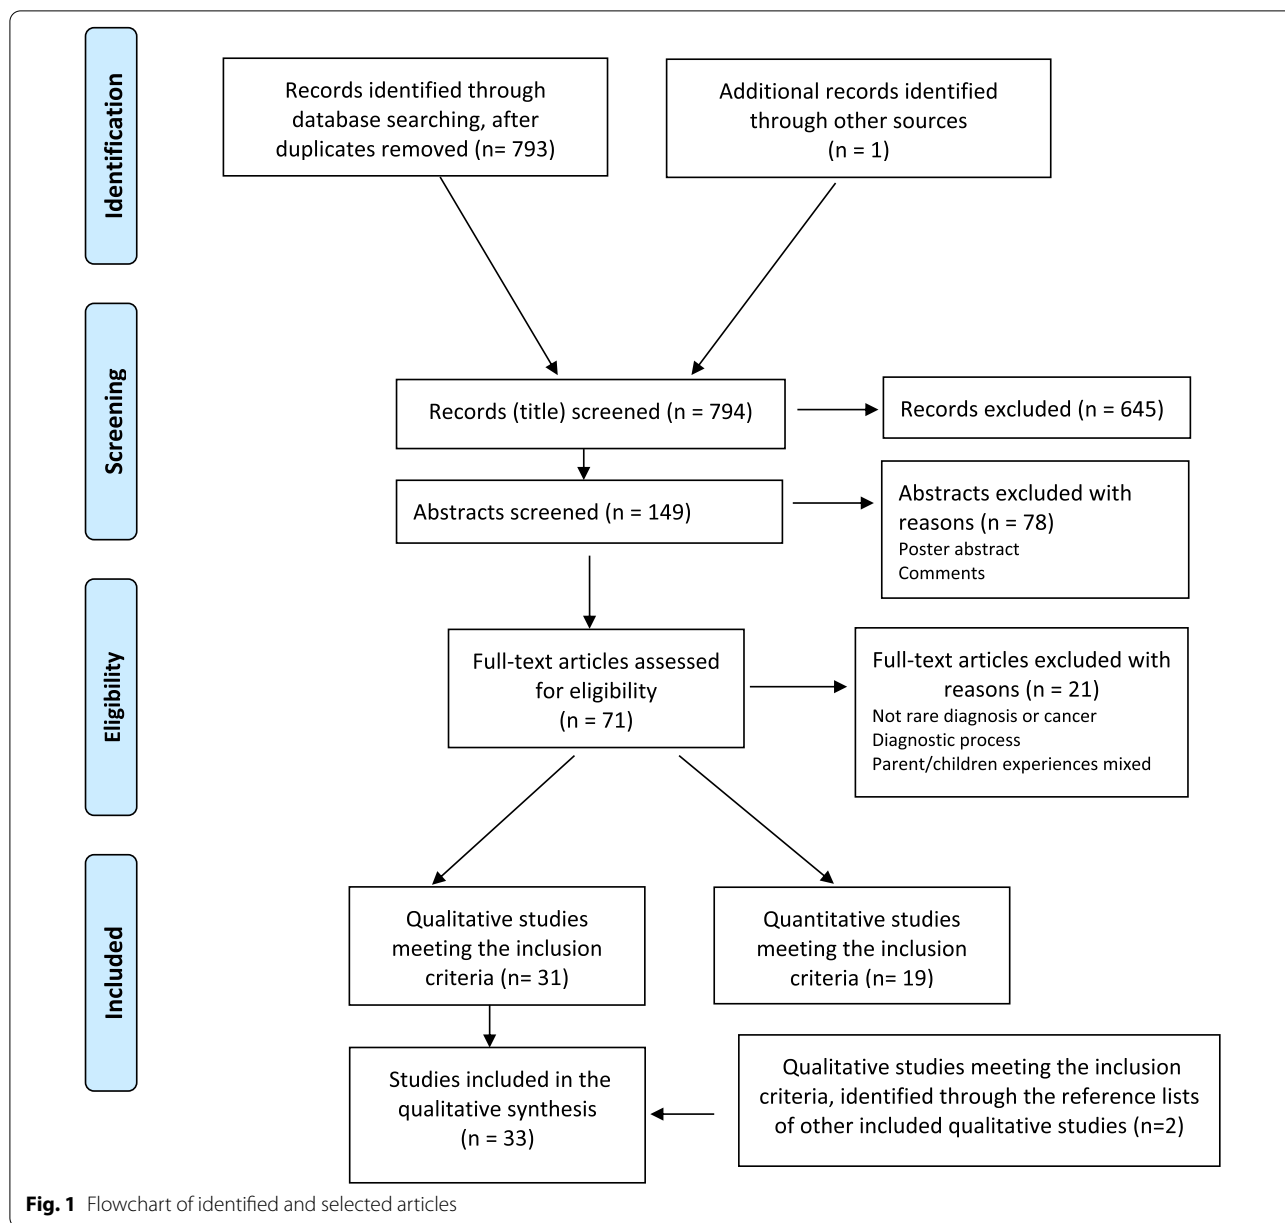 Identification
Records identified through
database searching, after
duplicates removed (n= 793)
Additional records identified
through other sources
(n = 1)
Screening
Records (title) screened (n = 794)
Records excluded (n = 645)
Abstracts screened (n = 149)
Abstracts excluded with
reasons (n = 78)
Poster abstract
Comments
Eligibility
Full-text articles assessed
for eligibility
(n = 71)
Full-text articles excluded with
reasons (n = 21)
Not rare diagnosis or cancer
Diagnostic process
Parent/children experiences mixed
Included
Qualitative studies
meeting the inclusion
criteria (n= 31)
Quantitative studies
meeting the inclusion
criteria (n= 19)
Studies included in the
qualitative synthesis
(n = 33)
Qualitative studies meeting the inclusion
criteria, identified through the reference lists
of other included qualitative studies (n=2)
Fig. 1 Flowchart of identified and selected articles